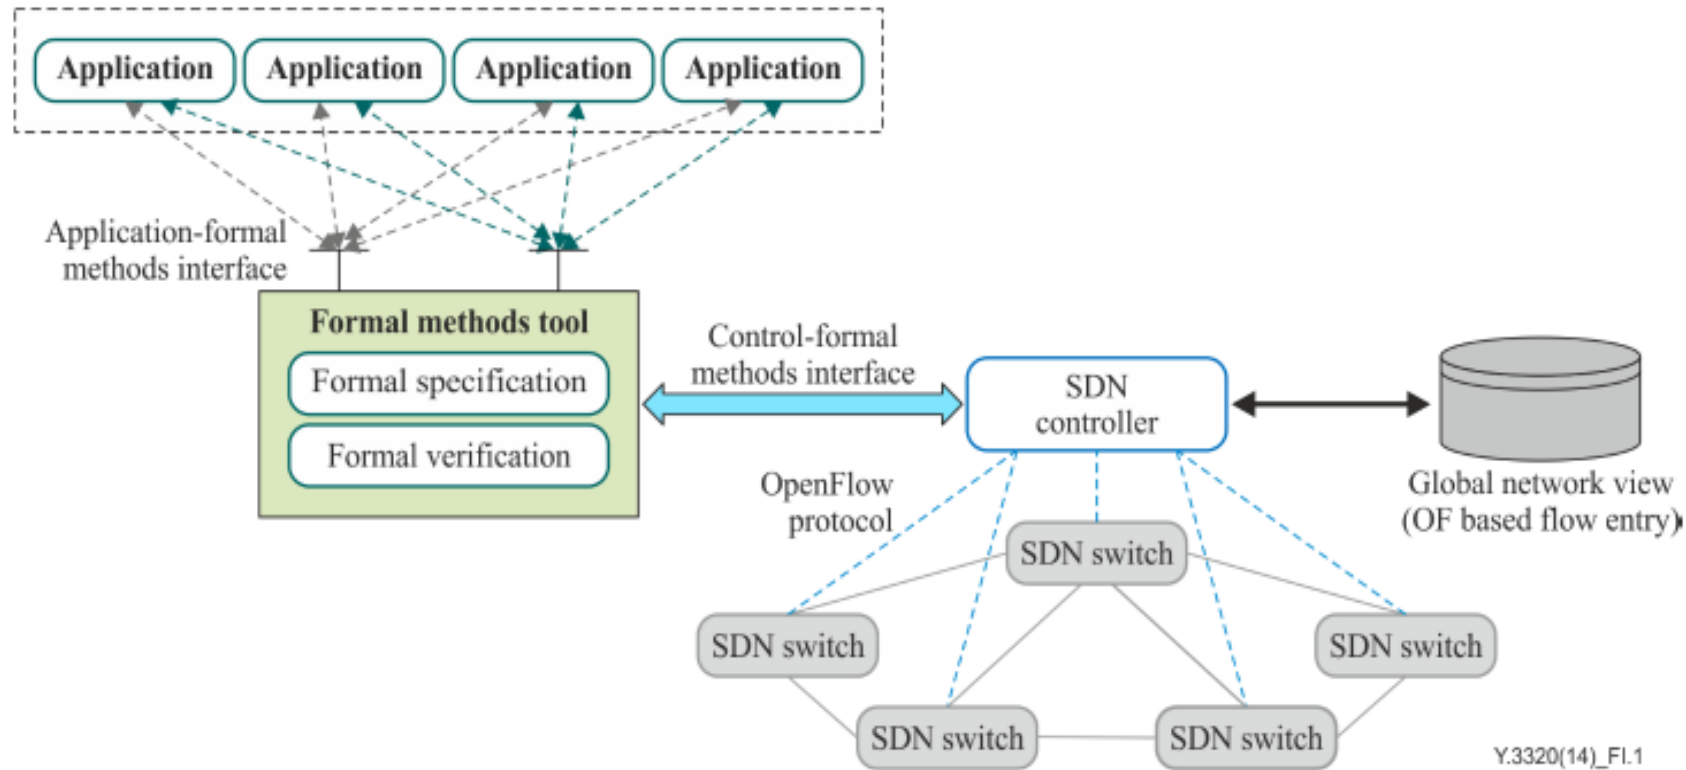 Application
Application
Application
Application
Application-formal
methods interface
Formal methods tool
Formal specification
Formal verification
Control-formal
methods interface
SDN
controller
OpenFlow
protocol
Global network view
(OF based flow entry)
SDN switch
SDN switch
SDN switch
SDN switch
SDN switch
Y.3320(14)_FI.1